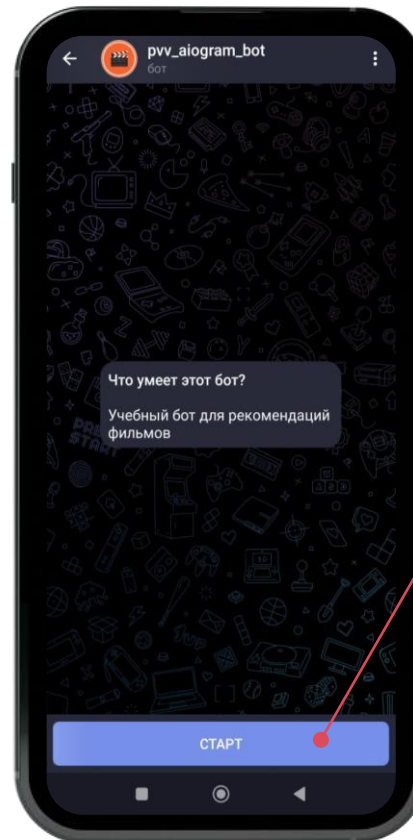 pvv_aiogram_bot
бот
Что умеет этот бот?
Учебный бот для рекомендаций
фильмов
СТАРТ